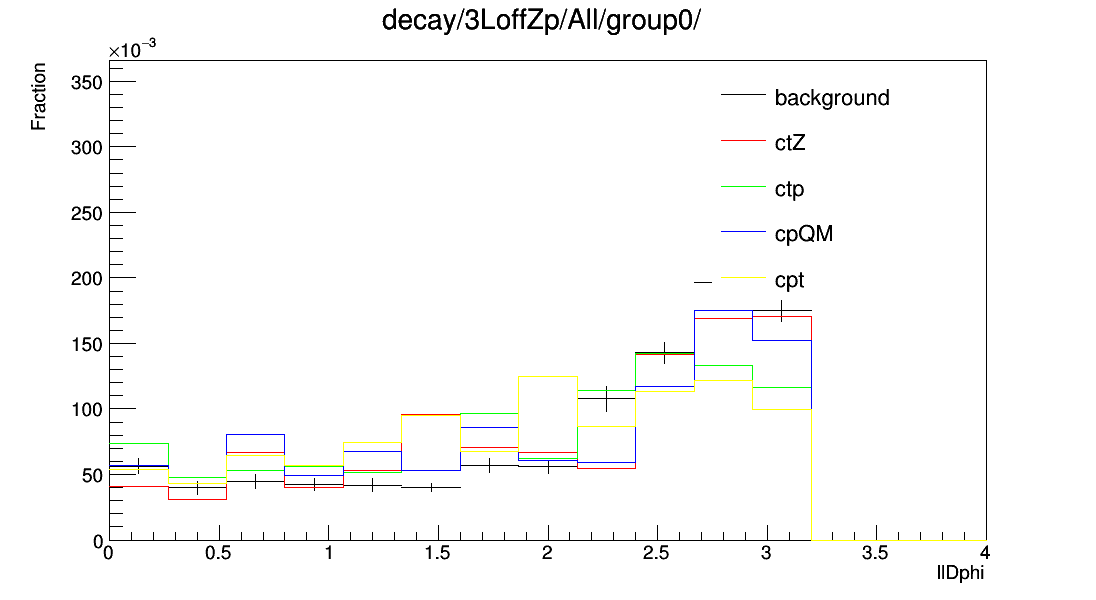 decay/3LoffZp/All/group0/
×10⁻³
Fraction
350
300
250
200
150
100
50
0
background
ctZ
ctp
cpQM
cpt
0 0.5 1 1.5 2 2.5 3 3.5 4
llDphi